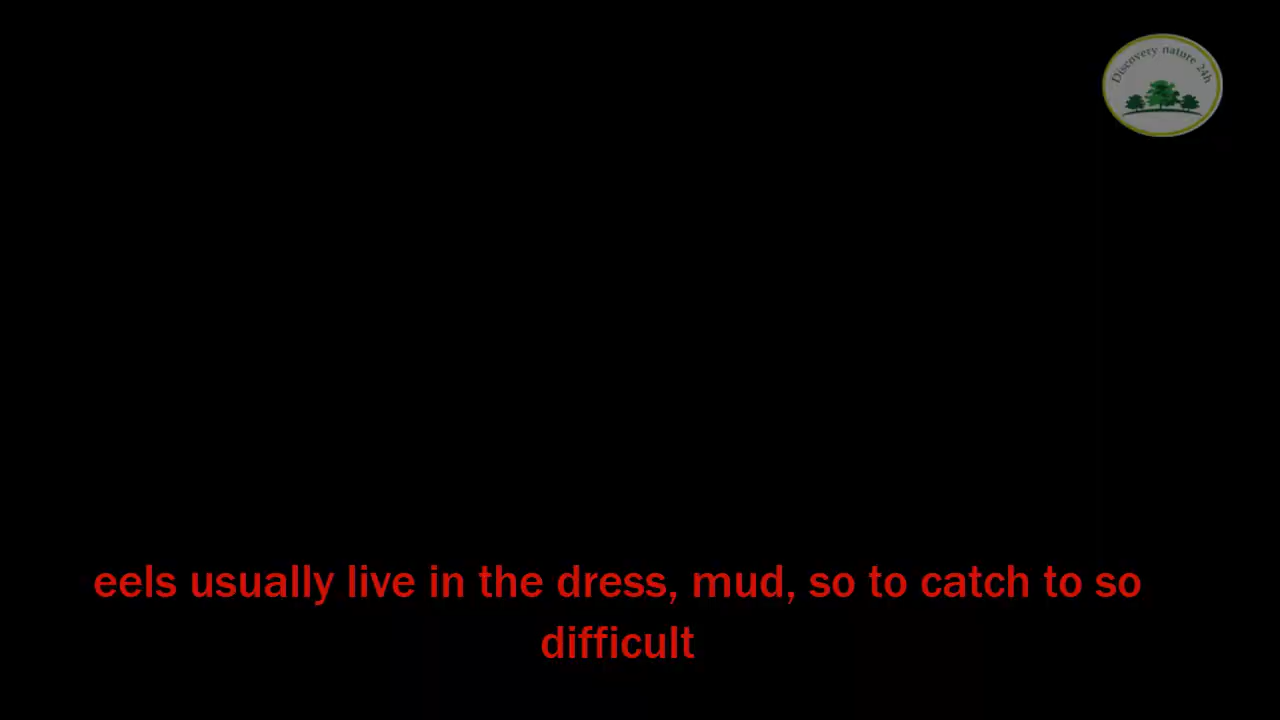 Discovery nature 24h
eels usually live in the dress, mud, so to catch to so
difficult